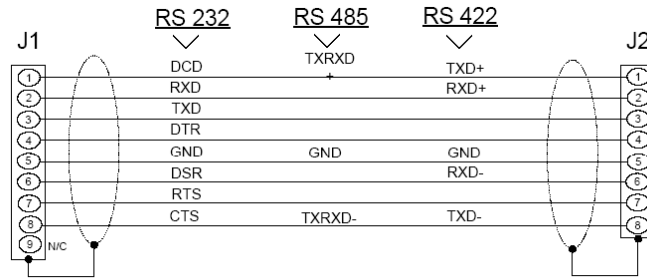 RS 232 RS 485 RS 422
J1 J2
DCD TXRXD TXD+
1 + 1
RXD RXD+
2 2
TXD
3 3
DTR
4 4
GND GND GND
5 5
DSR RXD-
6 6
RTS
7 7
CTS TXRXD- TXD-
8 8
9 N/C